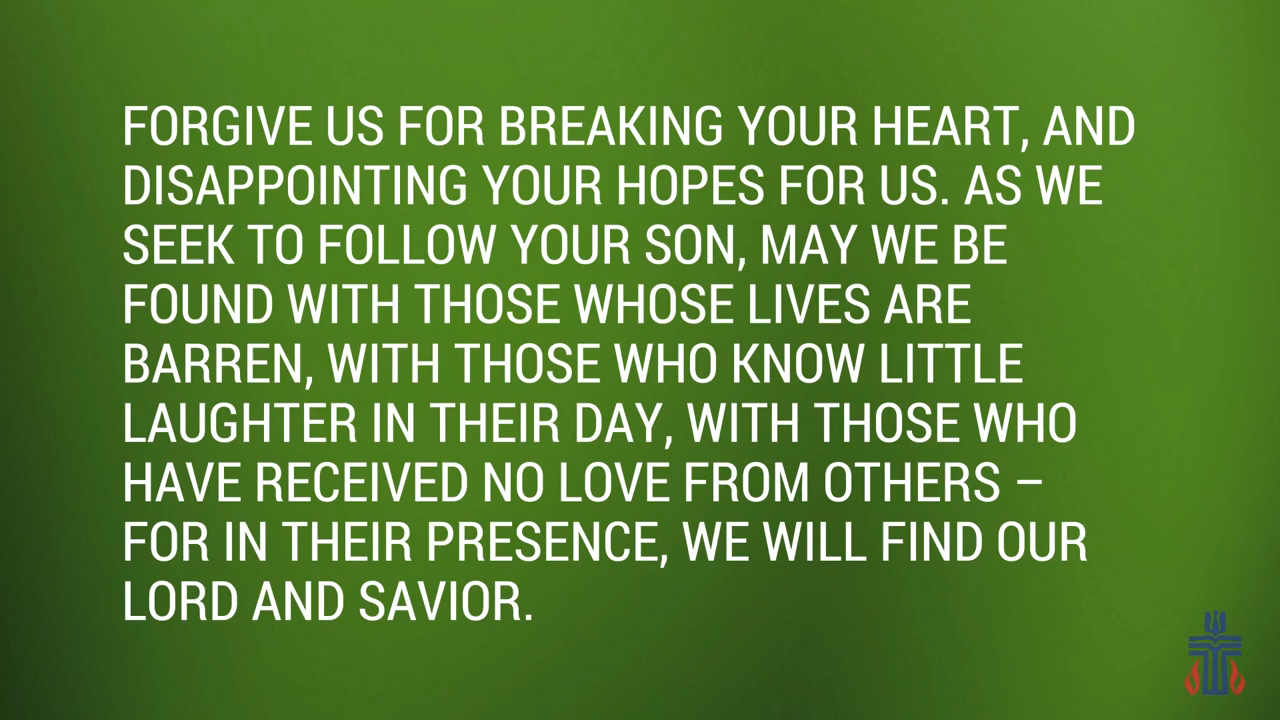 FORGIVE US FOR BREAKING YOUR HEART, AND
DISAPPOINTING YOUR HOPES FOR US. AS WE
SEEK TO FOLLOW YOUR SON, MAY WE BE
FOUND WITH THOSE WHOSE LIVES ARE
BARREN, WITH THOSE WHO KNOW LITTLE
LAUGHTER IN THEIR DAY, WITH THOSE WHO
HAVE RECEIVED NO LOVE FROM OTHERS –
FOR IN THEIR PRESENCE, WE WILL FIND OUR
LORD AND SAVIOR.